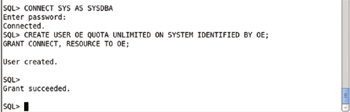 SQL> CONNECT SYS AS SYSDBA
Enter password:
Connected.
SQL> CREATE USER OE QUOTA UNLIMITED ON SYSTEM IDENTIFIED BY OE;
GRANT CONNECT, RESOURCE TO OE;
User created.
SQL>
Grant succeeded.
SQL>